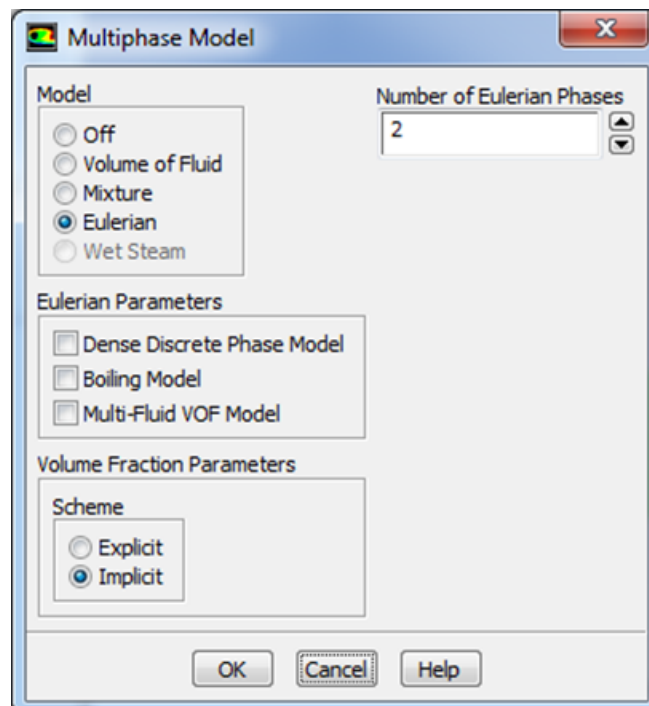 Multiphase Model
Model
Off
Volume of Fluid
Mixture
Eulerian
Wet Steam
Number of Eulerian Phases
2
Eulerian Parameters
Dense Discrete Phase Model
Boiling Model
Multi-Fluid VOF Model
Volume Fraction Parameters
Scheme
Explicit
Implicit
OK Cancel Help